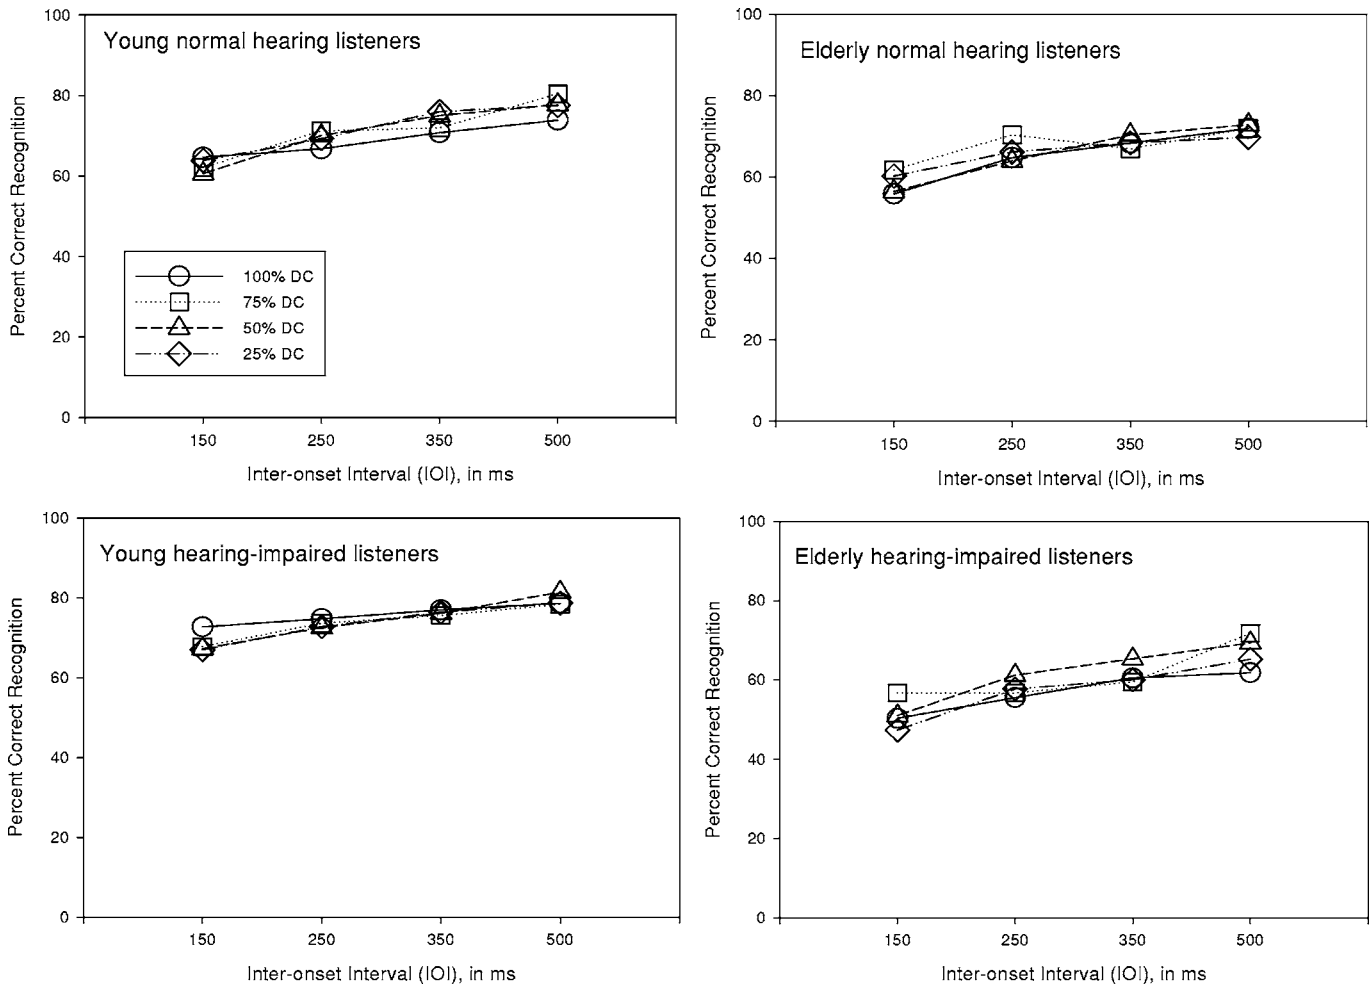 Young normal hearing listeners
Percent Correct Recognition
100
80
60
40
20
0
100% DC
75% DC
50% DC
25% DC
150 250 350 500
Inter-onset Interval (IOI), in ms
Elderly normal hearing listeners
Percent Correct Recognition
100
80
60
40
20
0
150 250 350 500
Inter-onset Interval (IOI), in ms
Young hearing-impaired listeners
Percent Correct Recognition
100
80
60
40
20
0
150 250 350 500
Inter-onset Interval (IOI), in ms
Elderly hearing-impaired listeners
Percent Correct Recognition
100
80
60
40
20
0
150 250 350 500
Inter-onset Interval (IOI), in ms